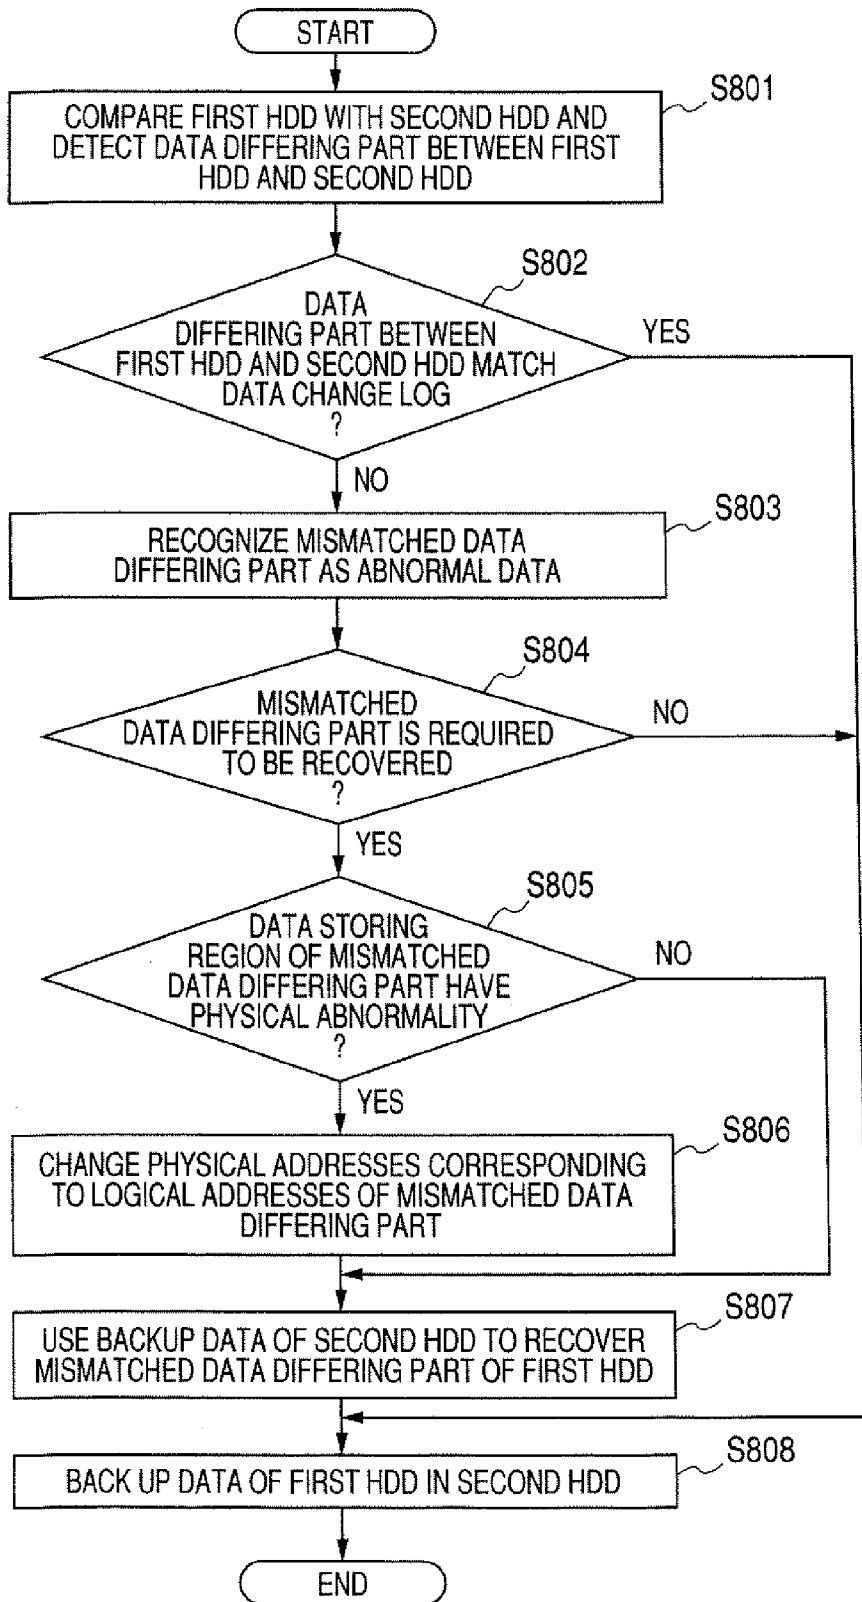 START
S801
COMPARE FIRST HDD WITH SECOND HDD AND
DETECT DATA DIFFERING PART BETWEEN FIRST
HDD AND SECOND HDD
S802
DATA
DIFFERING PART BETWEEN
FIRST HDD AND SECOND HDD MATCH
DATA CHANGE LOG
?
YES
NO
S803
RECOGNIZE MISMATCHED DATA
DIFFERING PART AS ABNORMAL DATA
S804
MISMATCHED
DATA DIFFERING PART IS REQUIRED
TO BE RECOVERED
?
NO
YES
S805
DATA STORING
REGION OF MISMATCHED
DATA DIFFERING PART HAVE
PHYSICAL ABNORMALITY
?
NO
YES
S806
CHANGE PHYSICAL ADDRESSES CORRESPONDING
TO LOGICAL ADDRESSES OF MISMATCHED DATA
DIFFERING PART
S807
USE BACKUP DATA OF SECOND HDD TO RECOVER
MISMATCHED DATA DIFFERING PART OF FIRST HDD
S808
BACK UP DATA OF FIRST HDD IN SECOND HDD
END